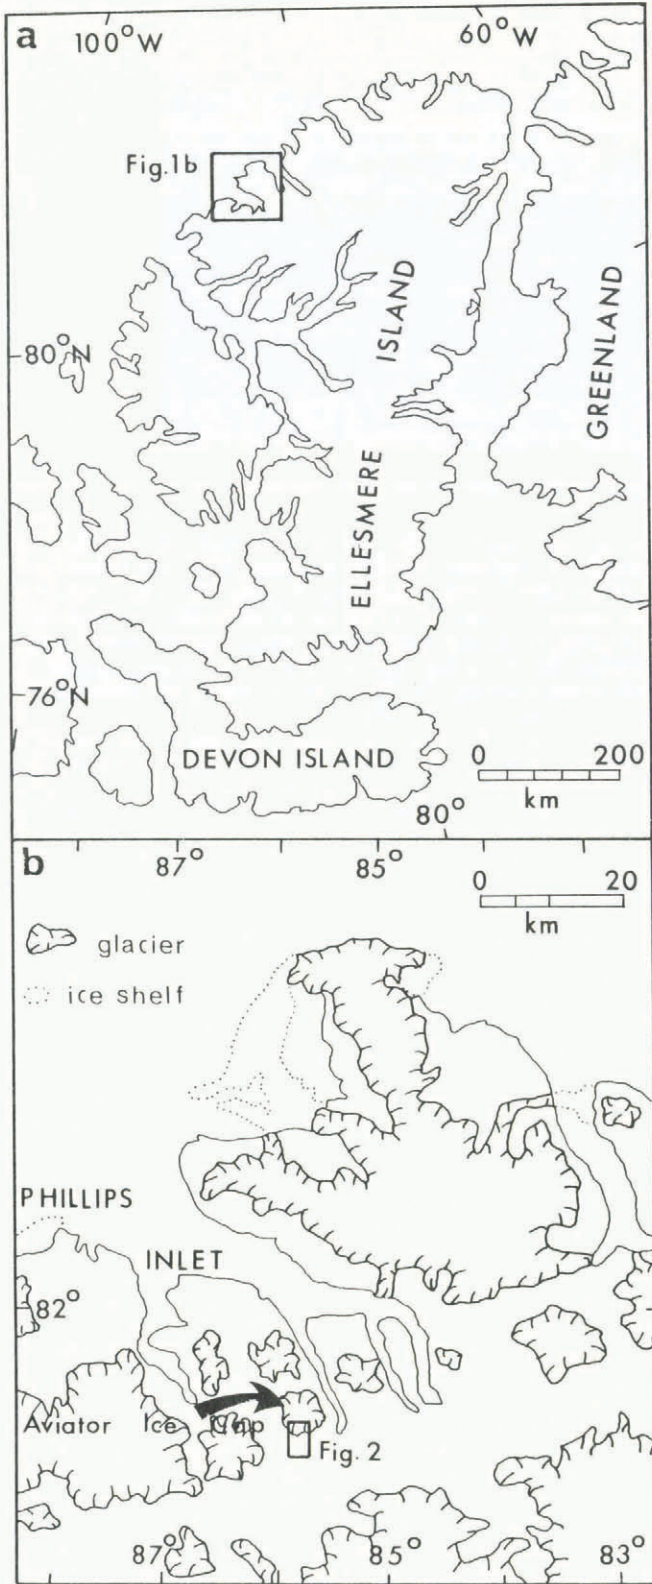 a
100°W
60°W
Fig.1b
80°N
ISLAND
GREENLAND
ELLESMERE
76°N
DEVON ISLAND
0 200
km
80°
b
87°
85°
0 20
km
glacier
ice shelf
PHILLIPS
INLET
82°
Aviator Ice Cap
Fig. 2
87°
85°
83°